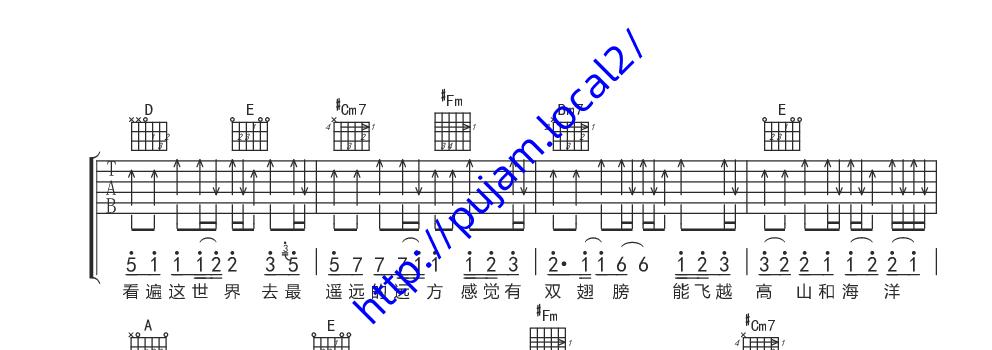 D E #Cm7 #Fm Bm7 E
T
A
B
5 1 1 1 2 2 3 5 5 7 7 7 1 1 1 2 3 2· 1 1 6 6 1 2 3 3 2 2 1 1 2 2 1
看遍这世界 去最 遥远的远方 感觉有 双翅膀 能飞越 高山和海洋
A E #Fm #Cm7
http://pujam.local2/